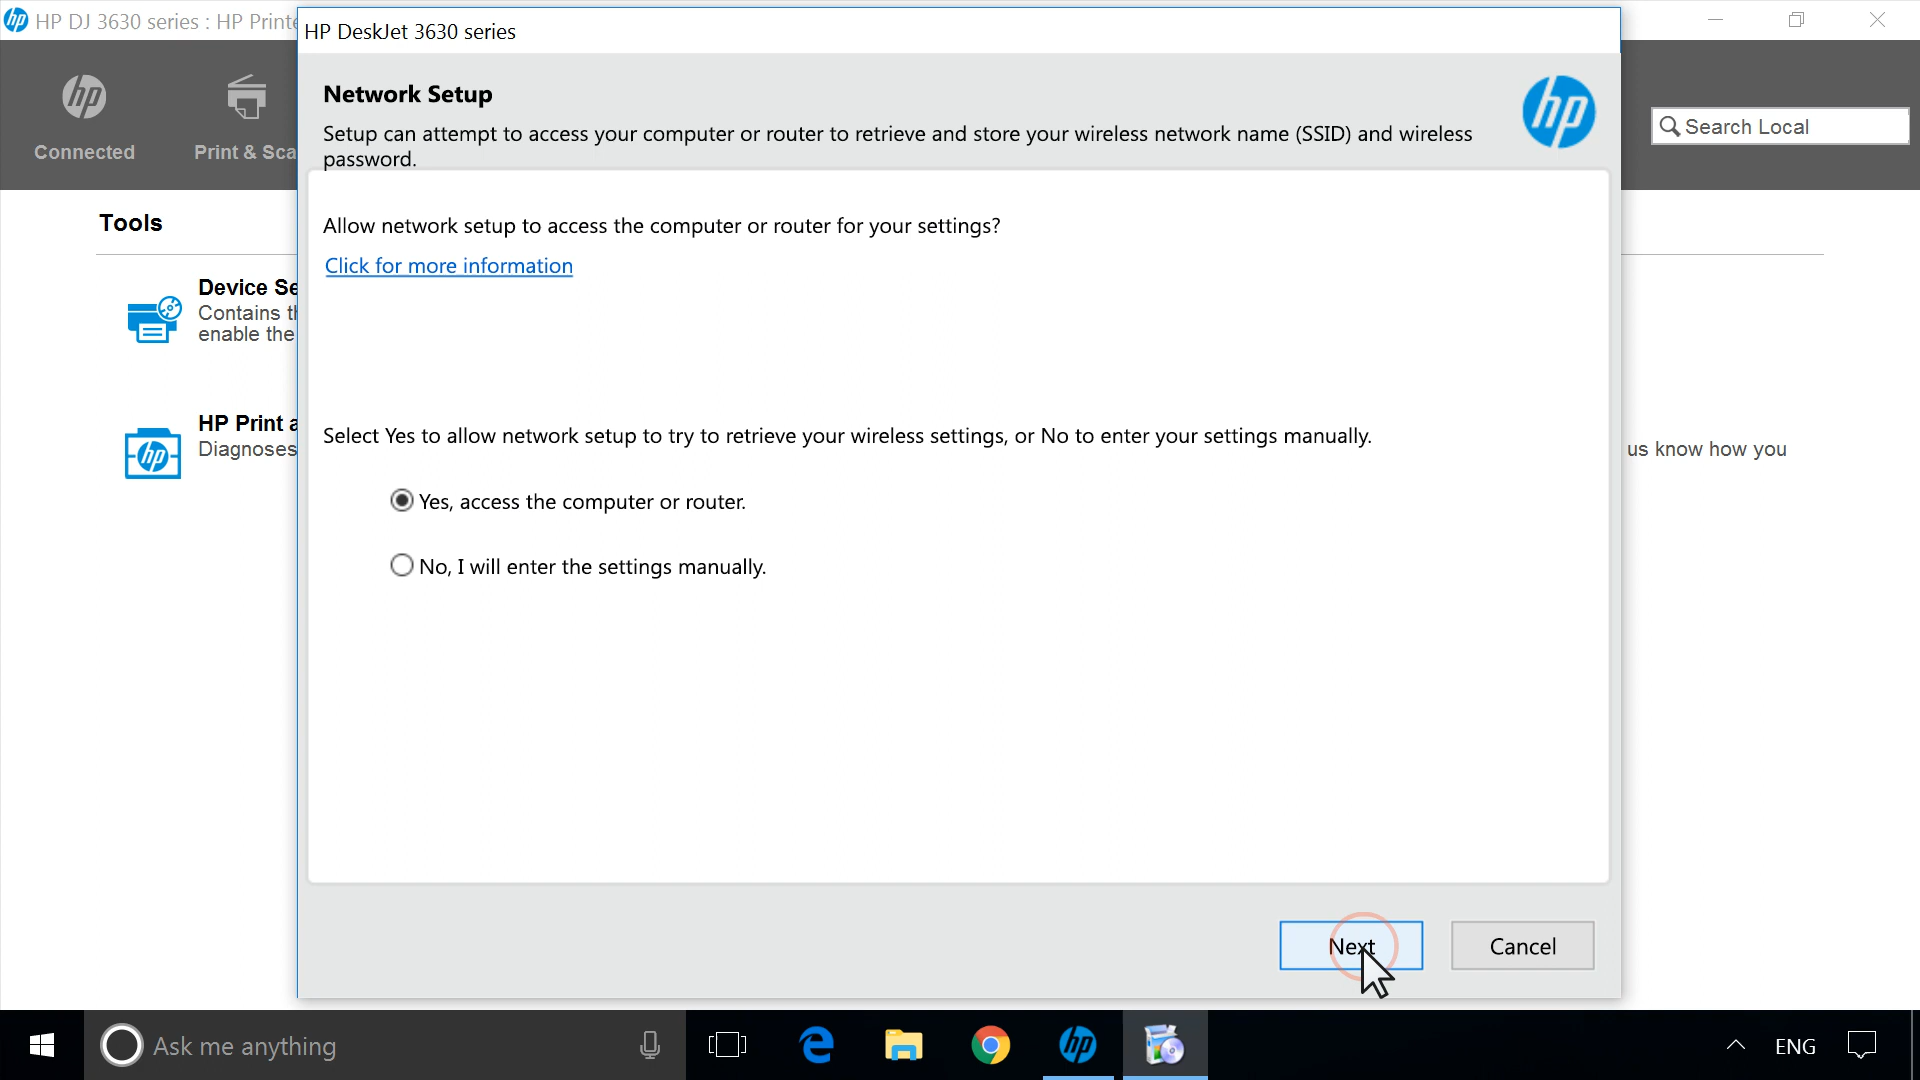 HP DJ 3630 series : HP Printe
HP DeskJet 3630 series
hp
Connected
Print & Sca
Network Setup
Setup can attempt to access your computer or router to retrieve and store your wireless network name (SSID) and wireless
password.
hp
Search Local
Tools
Device Se
Contains th
enable the
HP Print a
Diagnoses
hp
Allow network setup to access the computer or router for your settings?
Click for more information
Select Yes to allow network setup to try to retrieve your wireless settings, or No to enter your settings manually.
us know how you
Yes, access the computer or router.
No, I will enter the settings manually.
Next
Cancel
Ask me anything
hp
ENG